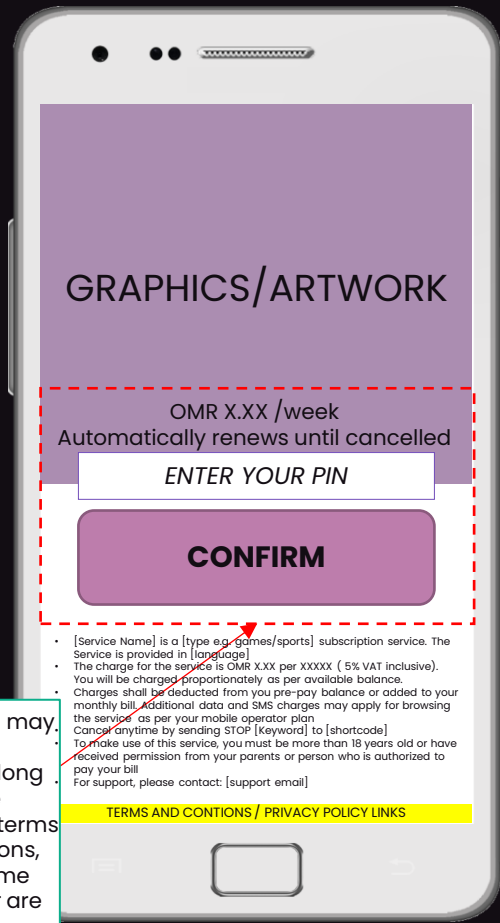 GRAPHICS/ARTWORK
OMR X.XX /week
Automatically renews until cancelled
ENTER YOUR PIN
CONFIRM
• [Service Name] is a [type e.g. games/sports] subscription service. The
Service is provided in [language]
• The charge for the service is OMR X.XX per XXXXX ( 5% VAT inclusive).
You will be charged proportionately as per available balance.
• Charges shall be deducted from you pre-pay balance or added to your
monthly bill. Additional data and SMS charges may apply for browsing
the service as per your mobile operator plan
• Cancel anytime by sending STOP [Keyword] to [shortcode]
• To make use of this service, you must be more than 18 years old or have
received permission from your parents or person who is authorized to
pay your bill
• For support, please contact: [support email]
TERMS AND CONTIONS / PRIVACY POLICY LINKS
may
long
terms
ons,
me
are